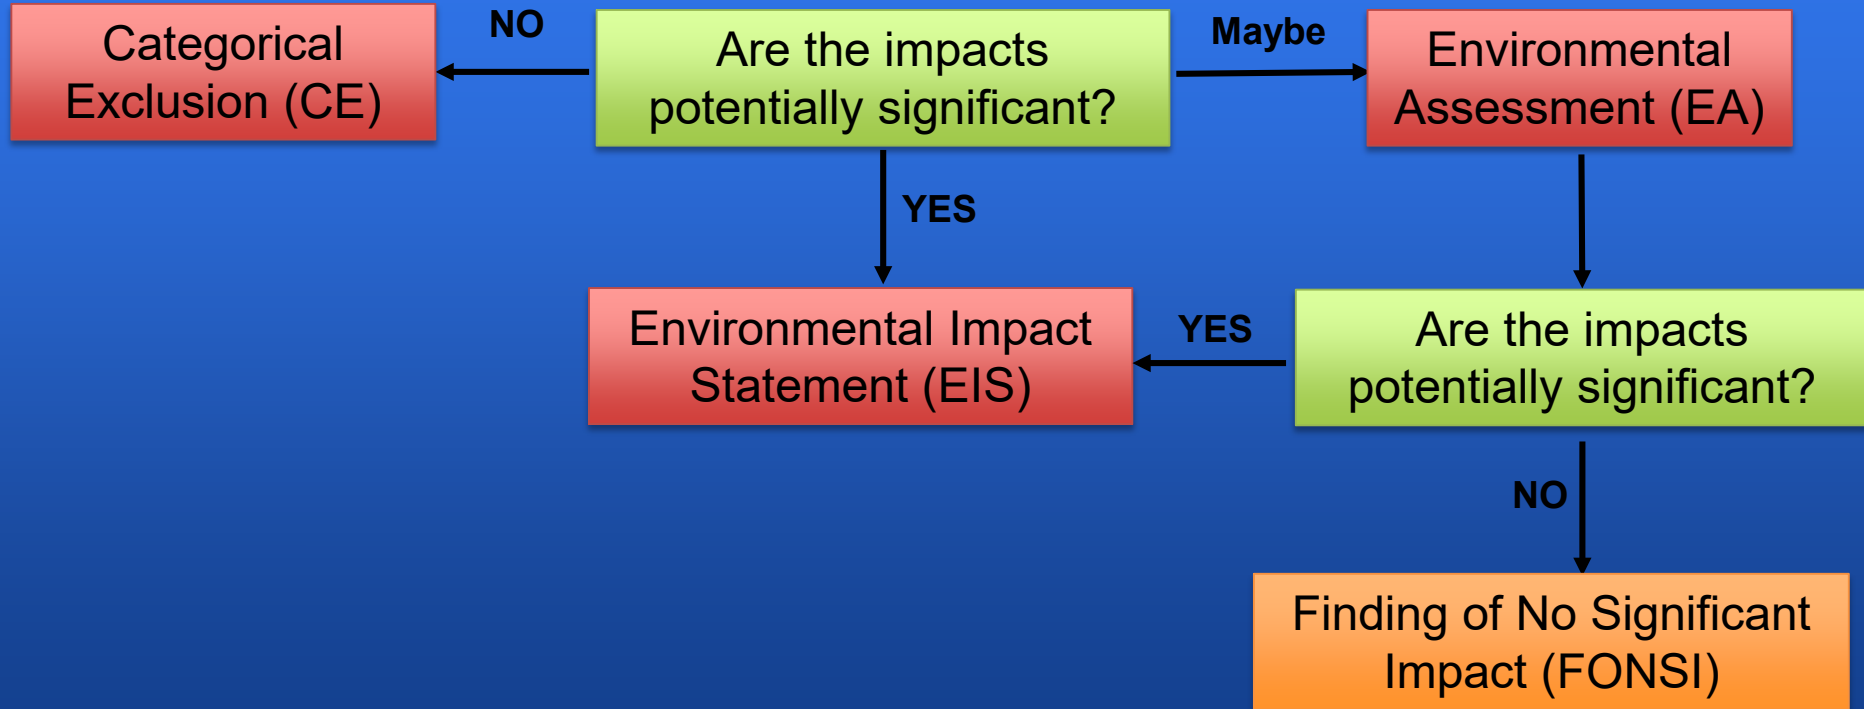 Categorical
Exclusion (CE)
NO
Are the impacts
potentially significant?
Maybe
Environmental
Assessment (EA)
YES
Environmental Impact
Statement (EIS)
YES
Are the impacts
potentially significant?
NO
Finding of No Significant
Impact (FONSI)